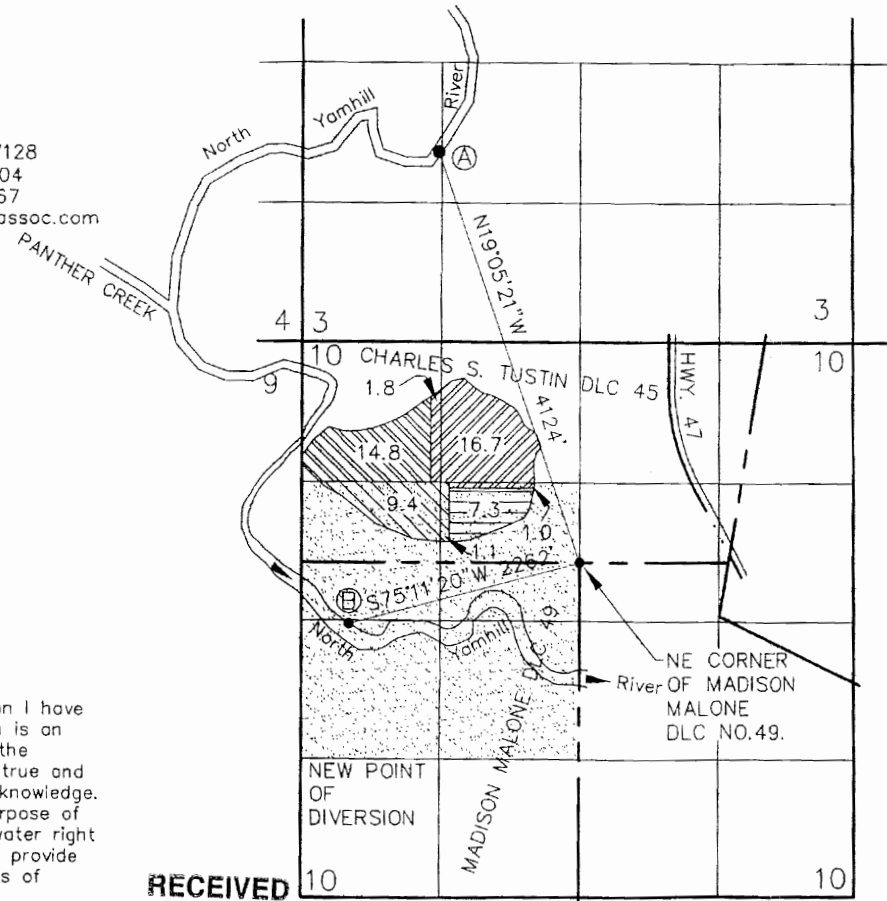 River
Yamhill
North
A
7128
04
67
assoc.com
PANTHER CREEK
N19°05'21"W
4124'
4 3
3
10
10
9
CHARLES S. TUSTIN DLC 45
HWY. 47
1.8
14.8
16.7
9.4
7.3
1.0
1.1
S75°11'20"W 2262'
North
Yamhill
River
NE CORNER
OF MADISON
MALONE
DLC NO.49.
MADISON MALONE DLC 49
NEW POINT
OF
DIVERSION
n I have
is an
the
true and
knowledge.
rpose of
water right
provide
s of
RECEIVED
10
10